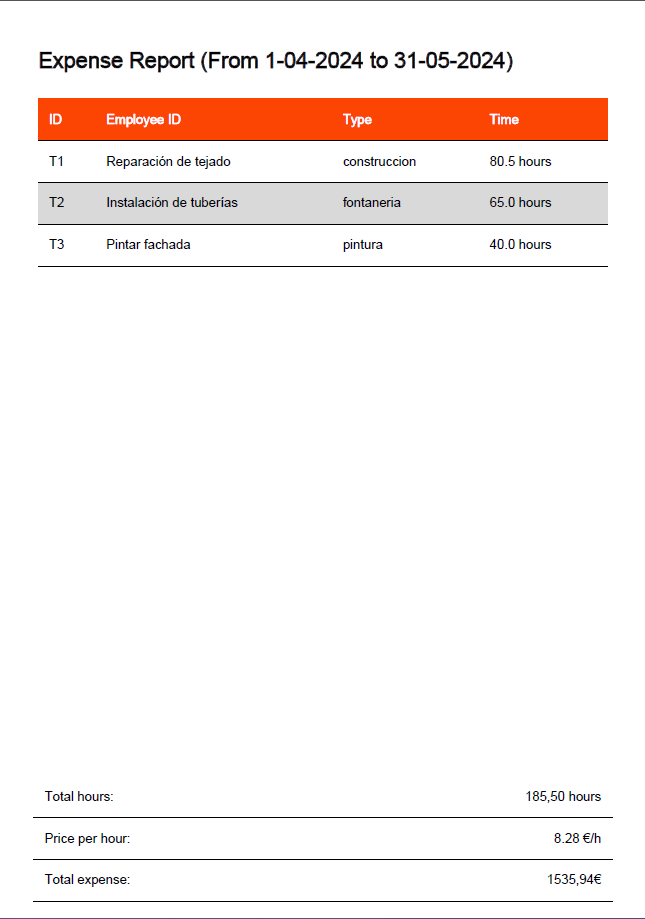 Expense Report (From 1-04-2024 to 31-05-2024)
ID Employee ID Type Time
T1 Reparación de tejado construccion 80.5 hours
T2 Instalación de tuberías fontaneria 65.0 hours
T3 Pintar fachada pintura 40.0 hours
Total hours: 185,50 hours
Price per hour: 8.28 €/h
Total expense: 1535,94€